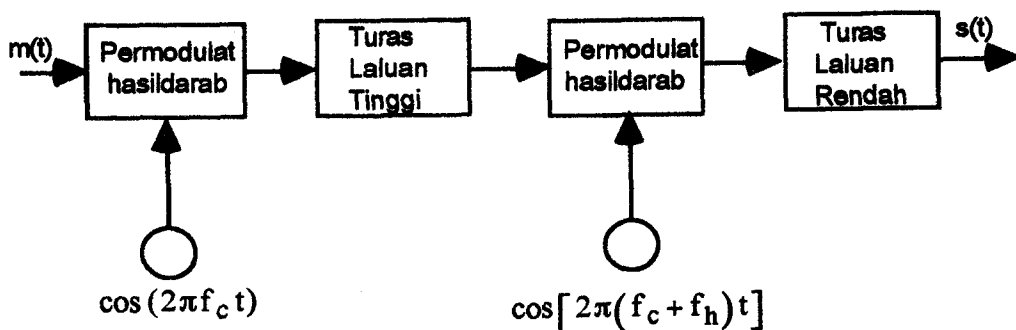 m(t)
Permodulat
hasildarab
Turas
Laluan
Tinggi
Permodulat
hasildarab
Turas
Laluan
Rendah
s(t)
cos (2πf_c t)
cos[2π(f_c + f_h)t]